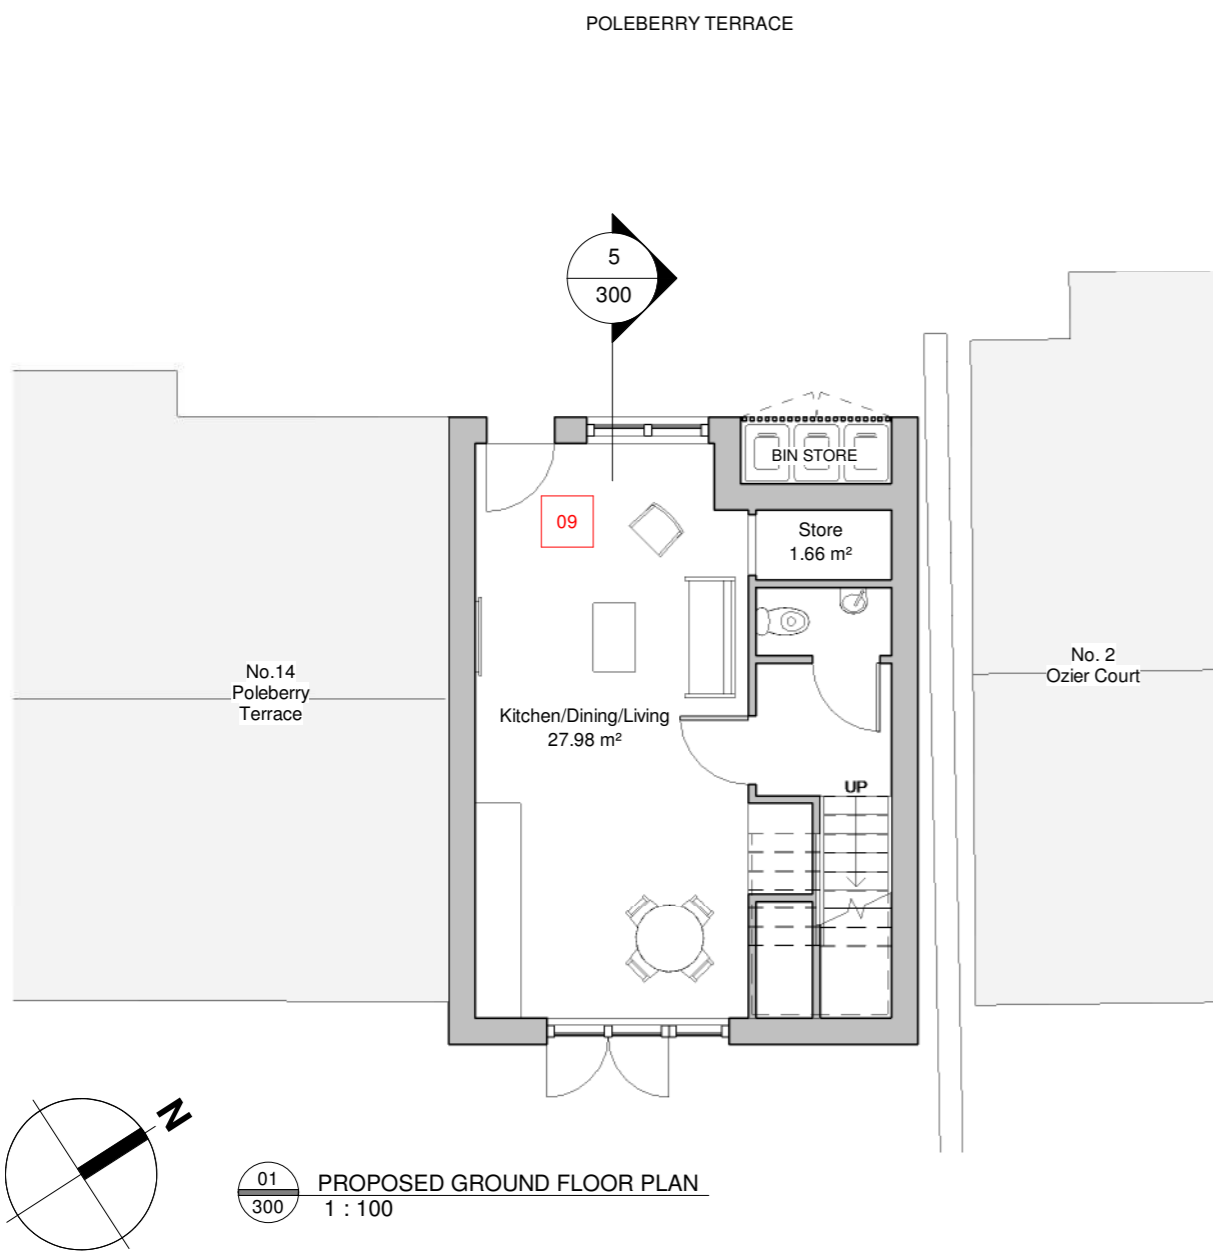 POLEBERRY TERRACE
5
300
BIN STORE
09
Store
1.66 m²
No.14
Poleberry
Terrace
No. 2
Ozier Court
Kitchen/Dining/Living
27.98 m²
UP
N
01
300
PROPOSED GROUND FLOOR PLAN
1 : 100